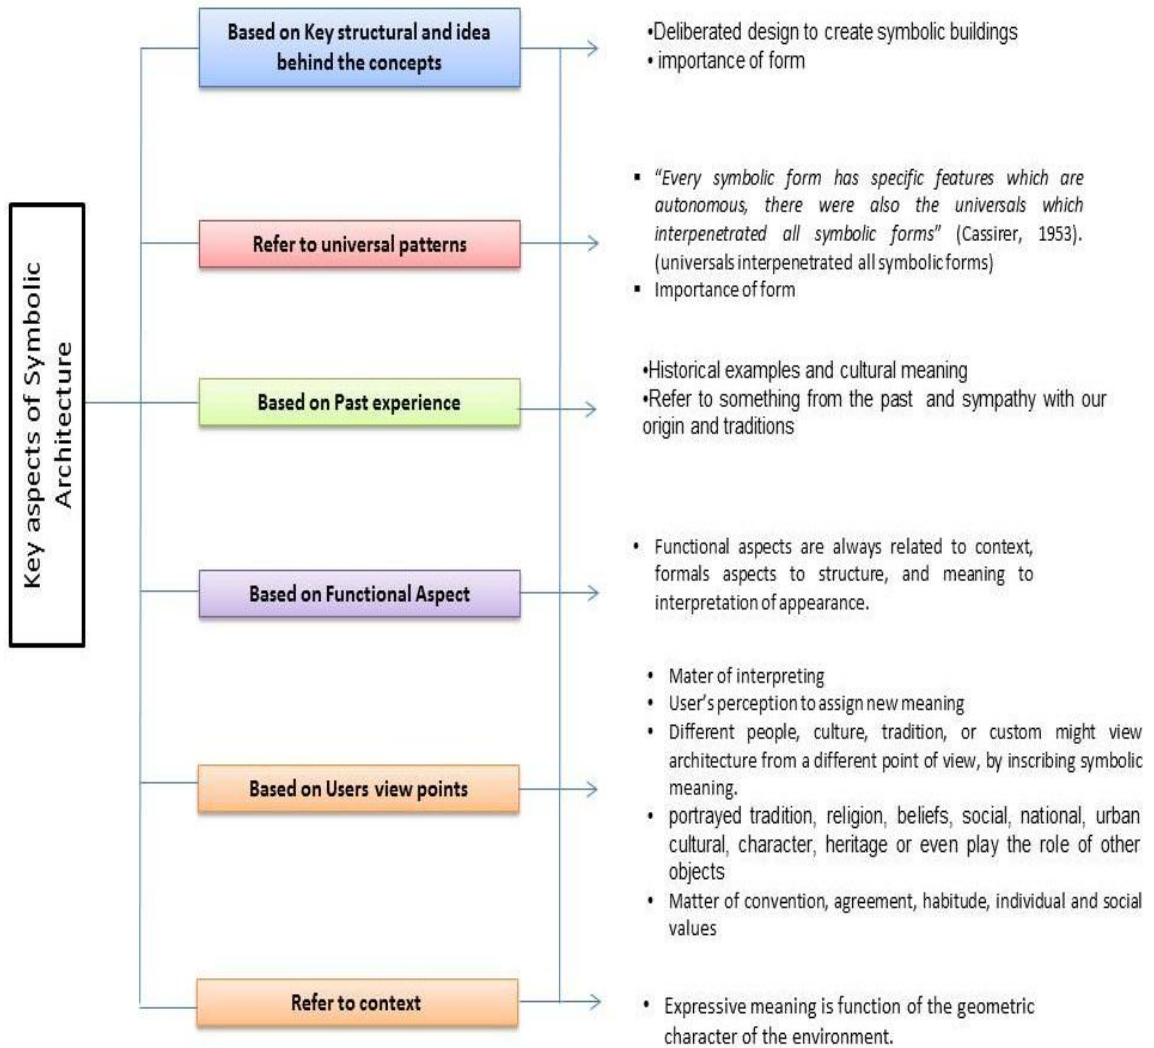 Key aspects of Symbolic
Architecture
Based on Key structural and idea
behind the concepts
•Deliberated design to create symbolic buildings
• importance of form
Refer to universal patterns
▪ "Every symbolic form has specific features which are
autonomous, there were also the universals which
interpenetrated all symbolic forms" (Cassirer, 1953).
(universals interpenetrated all symbolic forms)
▪ Importance of form
Based on Past experience
•Historical examples and cultural meaning
•Refer to something from the past and sympathy with our
origin and traditions
Based on Functional Aspect
• Functional aspects are always related to context,
formals aspects to structure, and meaning to
interpretation of appearance.
Based on Users view points
• Mater of interpreting
• User's perception to assign new meaning
• Different people, culture, tradition, or custom might view
architecture from a different point of view, by inscribing symbolic
meaning.
• portrayed tradition, religion, beliefs, social, national, urban
cultural, character, heritage or even play the role of other
objects
• Matter of convention, agreement, habitude, individual and social
values
Refer to context
• Expressive meaning is function of the geometric
character of the environment.